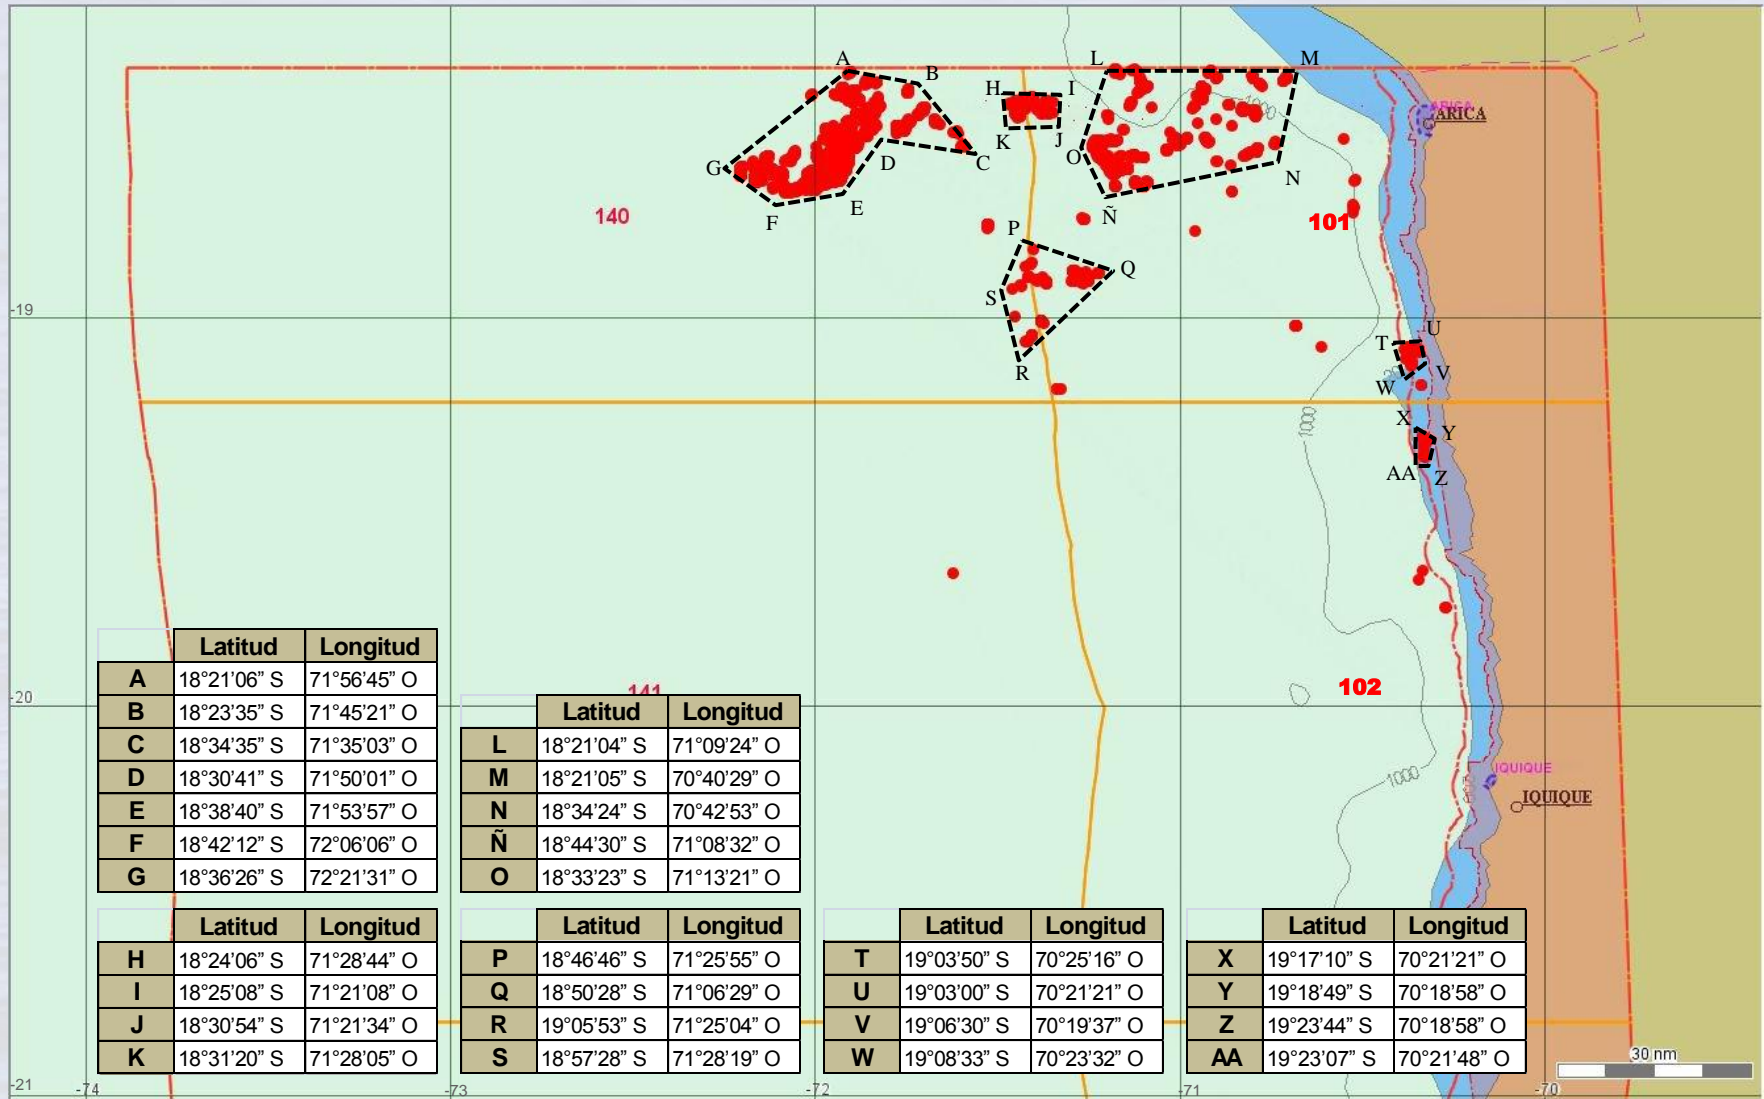 L
M
A
B
H
I
1000
ARICA
ARICA
K
J
O
D
C
G
N
E
Ñ
F
140
101
P
Q
S
-19
U
T
R
V
W
X
1000
Y
AA
Z
141
102
-20
1000
IQUIQUE
IQUIQUE
Latitud Longitud
A 18°21’06” S 71°56'45” O
B 18°23’35” S 71°45'21” O
C 18°34’35” S 71°35’03” O
D 18°30’41” S 71°50’01” O
E 18°38’40” S 71°53’57” O
F 18°42’12” S 72°06’06” O
G 18°36’26” S 72°21’31” O
Latitud Longitud
L 18°21’04” S 71°09’24” O
M 18°21’05” S 70°40’29” O
N 18°34’24” S 70°42’53” O
Ñ 18°44’30” S 71°08’32” O
O 18°33’23” S 71°13’21” O
Latitud Longitud
H 18°24’06” S 71°28’44” O
I 18°25’08” S 71°21’08” O
J 18°30’54” S 71°21’34” O
K 18°31’20” S 71°28’05” O
Latitud Longitud
P 18°46’46” S 71°25’55” O
Q 18°50’28” S 71°06’29” O
R 19°05’53” S 71°25’04” O
S 18°57’28” S 71°28’19” O
Latitud Longitud
T 19°03’50” S 70°25’16” O
U 19°03’00” S 70°21’21” O
V 19°06’30” S 70°19’37” O
W 19°08’33” S 70°23’32” O
Latitud Longitud
X 19°17’10” S 70°21’21” O
Y 19°18’49” S 70°18’58” O
Z 19°23’44” S 70°18’58” O
AA 19°23’07” S 70°21’48” O
30 nm
-21
-74
-73
-72
-71
-70